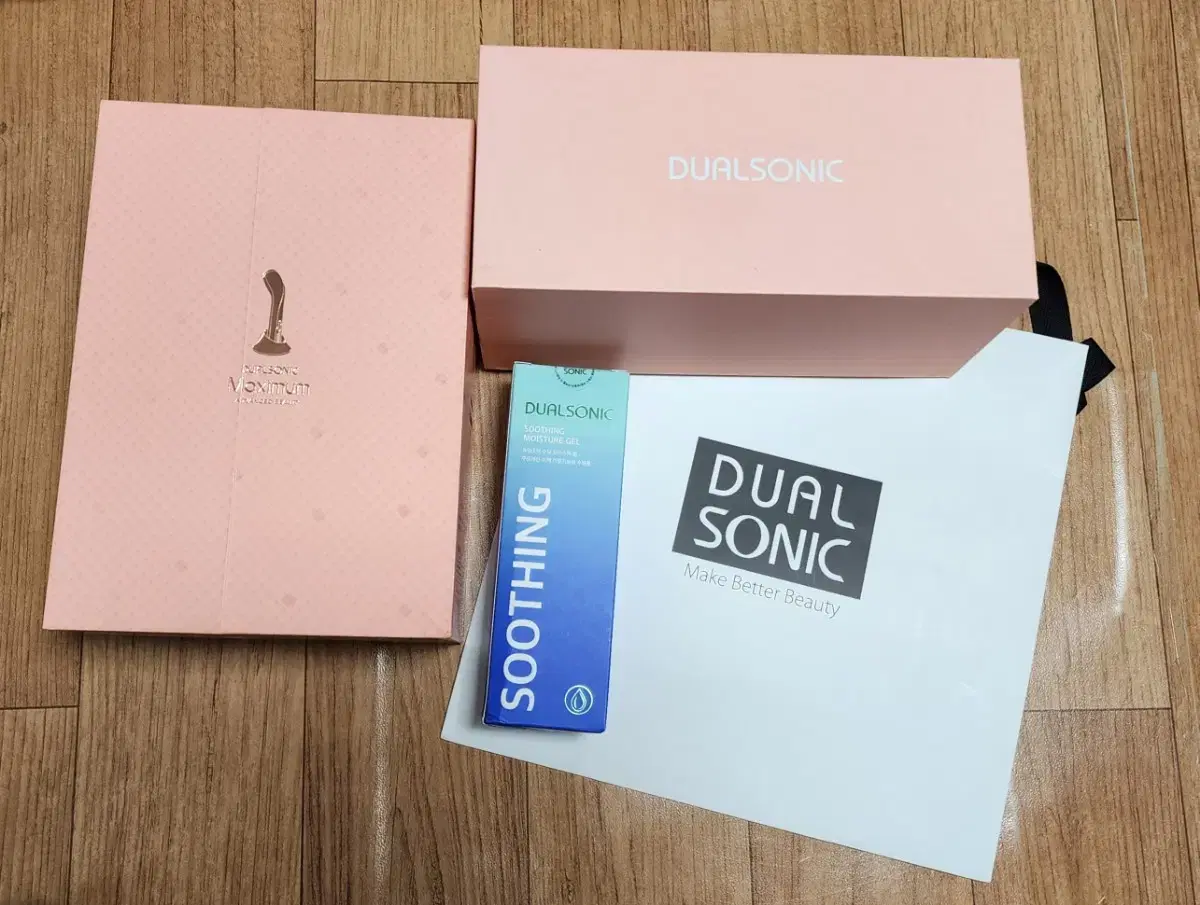 DUALSONIC
DUALSONIC
Maximum
SONIC
DUALSONIC
SOOTHING
MOISTURE GEL
SOOTHING
DUAL
SONIC
Make Better Beauty